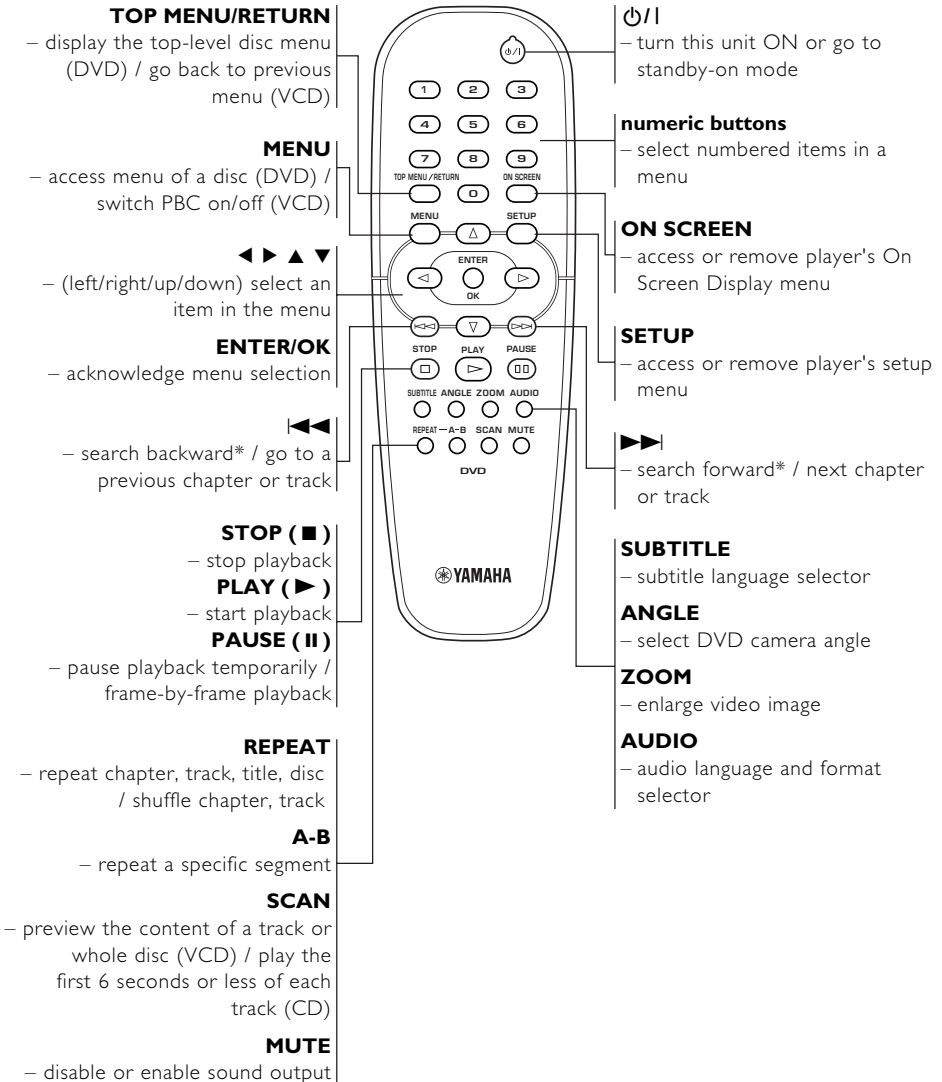 TOP MENU/RETURN
– display the top-level disc menu
(DVD) / go back to previous
menu (VCD)
MENU
– access menu of a disc (DVD) /
switch PBC on/off (VCD)
◀ ▶ ▲ ▼
– (left/right/up/down) select an
item in the menu
ENTER/OK
– acknowledge menu selection
|◀◀
– search backward* / go to a
previous chapter or track
STOP ( ■ )
– stop playback
PLAY ( ▶ )
– start playback
PAUSE ( II )
– pause playback temporarily /
frame-by-frame playback
REPEAT
– repeat chapter, track, title, disc
/ shuffle chapter, track
A-B
– repeat a specific segment
SCAN
– preview the content of a track or
whole disc (VCD) / play the
first 6 seconds or less of each
track (CD)
MUTE
– disable or enable sound output
⏻/I
1 2 3
4 5 6
7 8 9
TOP MENU/RETURN 0 ON SCREEN
MENU SETUP
ENTER
OK
STOP PLAY PAUSE
SUBTITLE ANGLE ZOOM AUDIO
REPEAT – A-B SCAN MUTE
DVD
YAMAHA
⏻/I
– turn this unit ON or go to
standby-on mode
numeric buttons
– select numbered items in a
menu
ON SCREEN
– access or remove player's On
Screen Display menu
SETUP
– access or remove player's setup
menu
▶▶|
– search forward* / next chapter
or track
SUBTITLE
– subtitle language selector
ANGLE
– select DVD camera angle
ZOOM
– enlarge video image
AUDIO
– audio language and format
selector